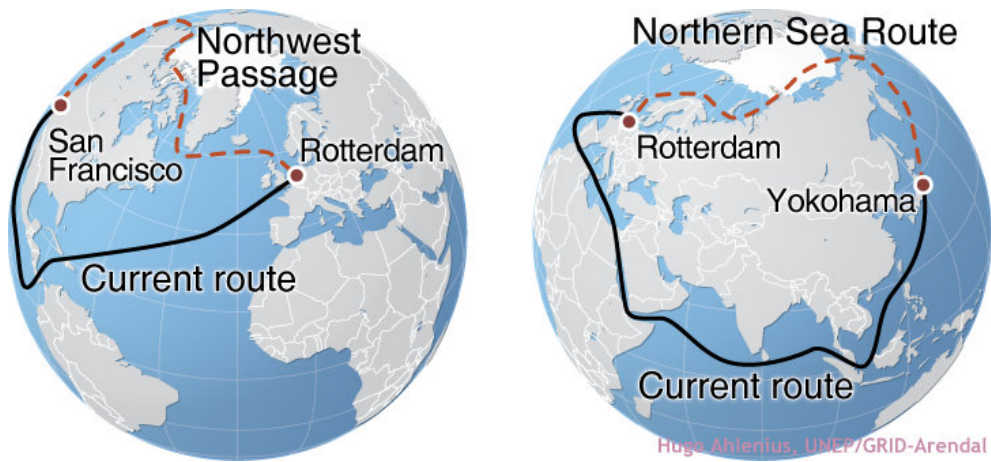 Northwest
Passage
San
Francisco
Rotterdam
Current route
Northern Sea Route
Rotterdam
Yokohama
Current route
Hugo Ahlenius, UNEP/GRID-Arendal